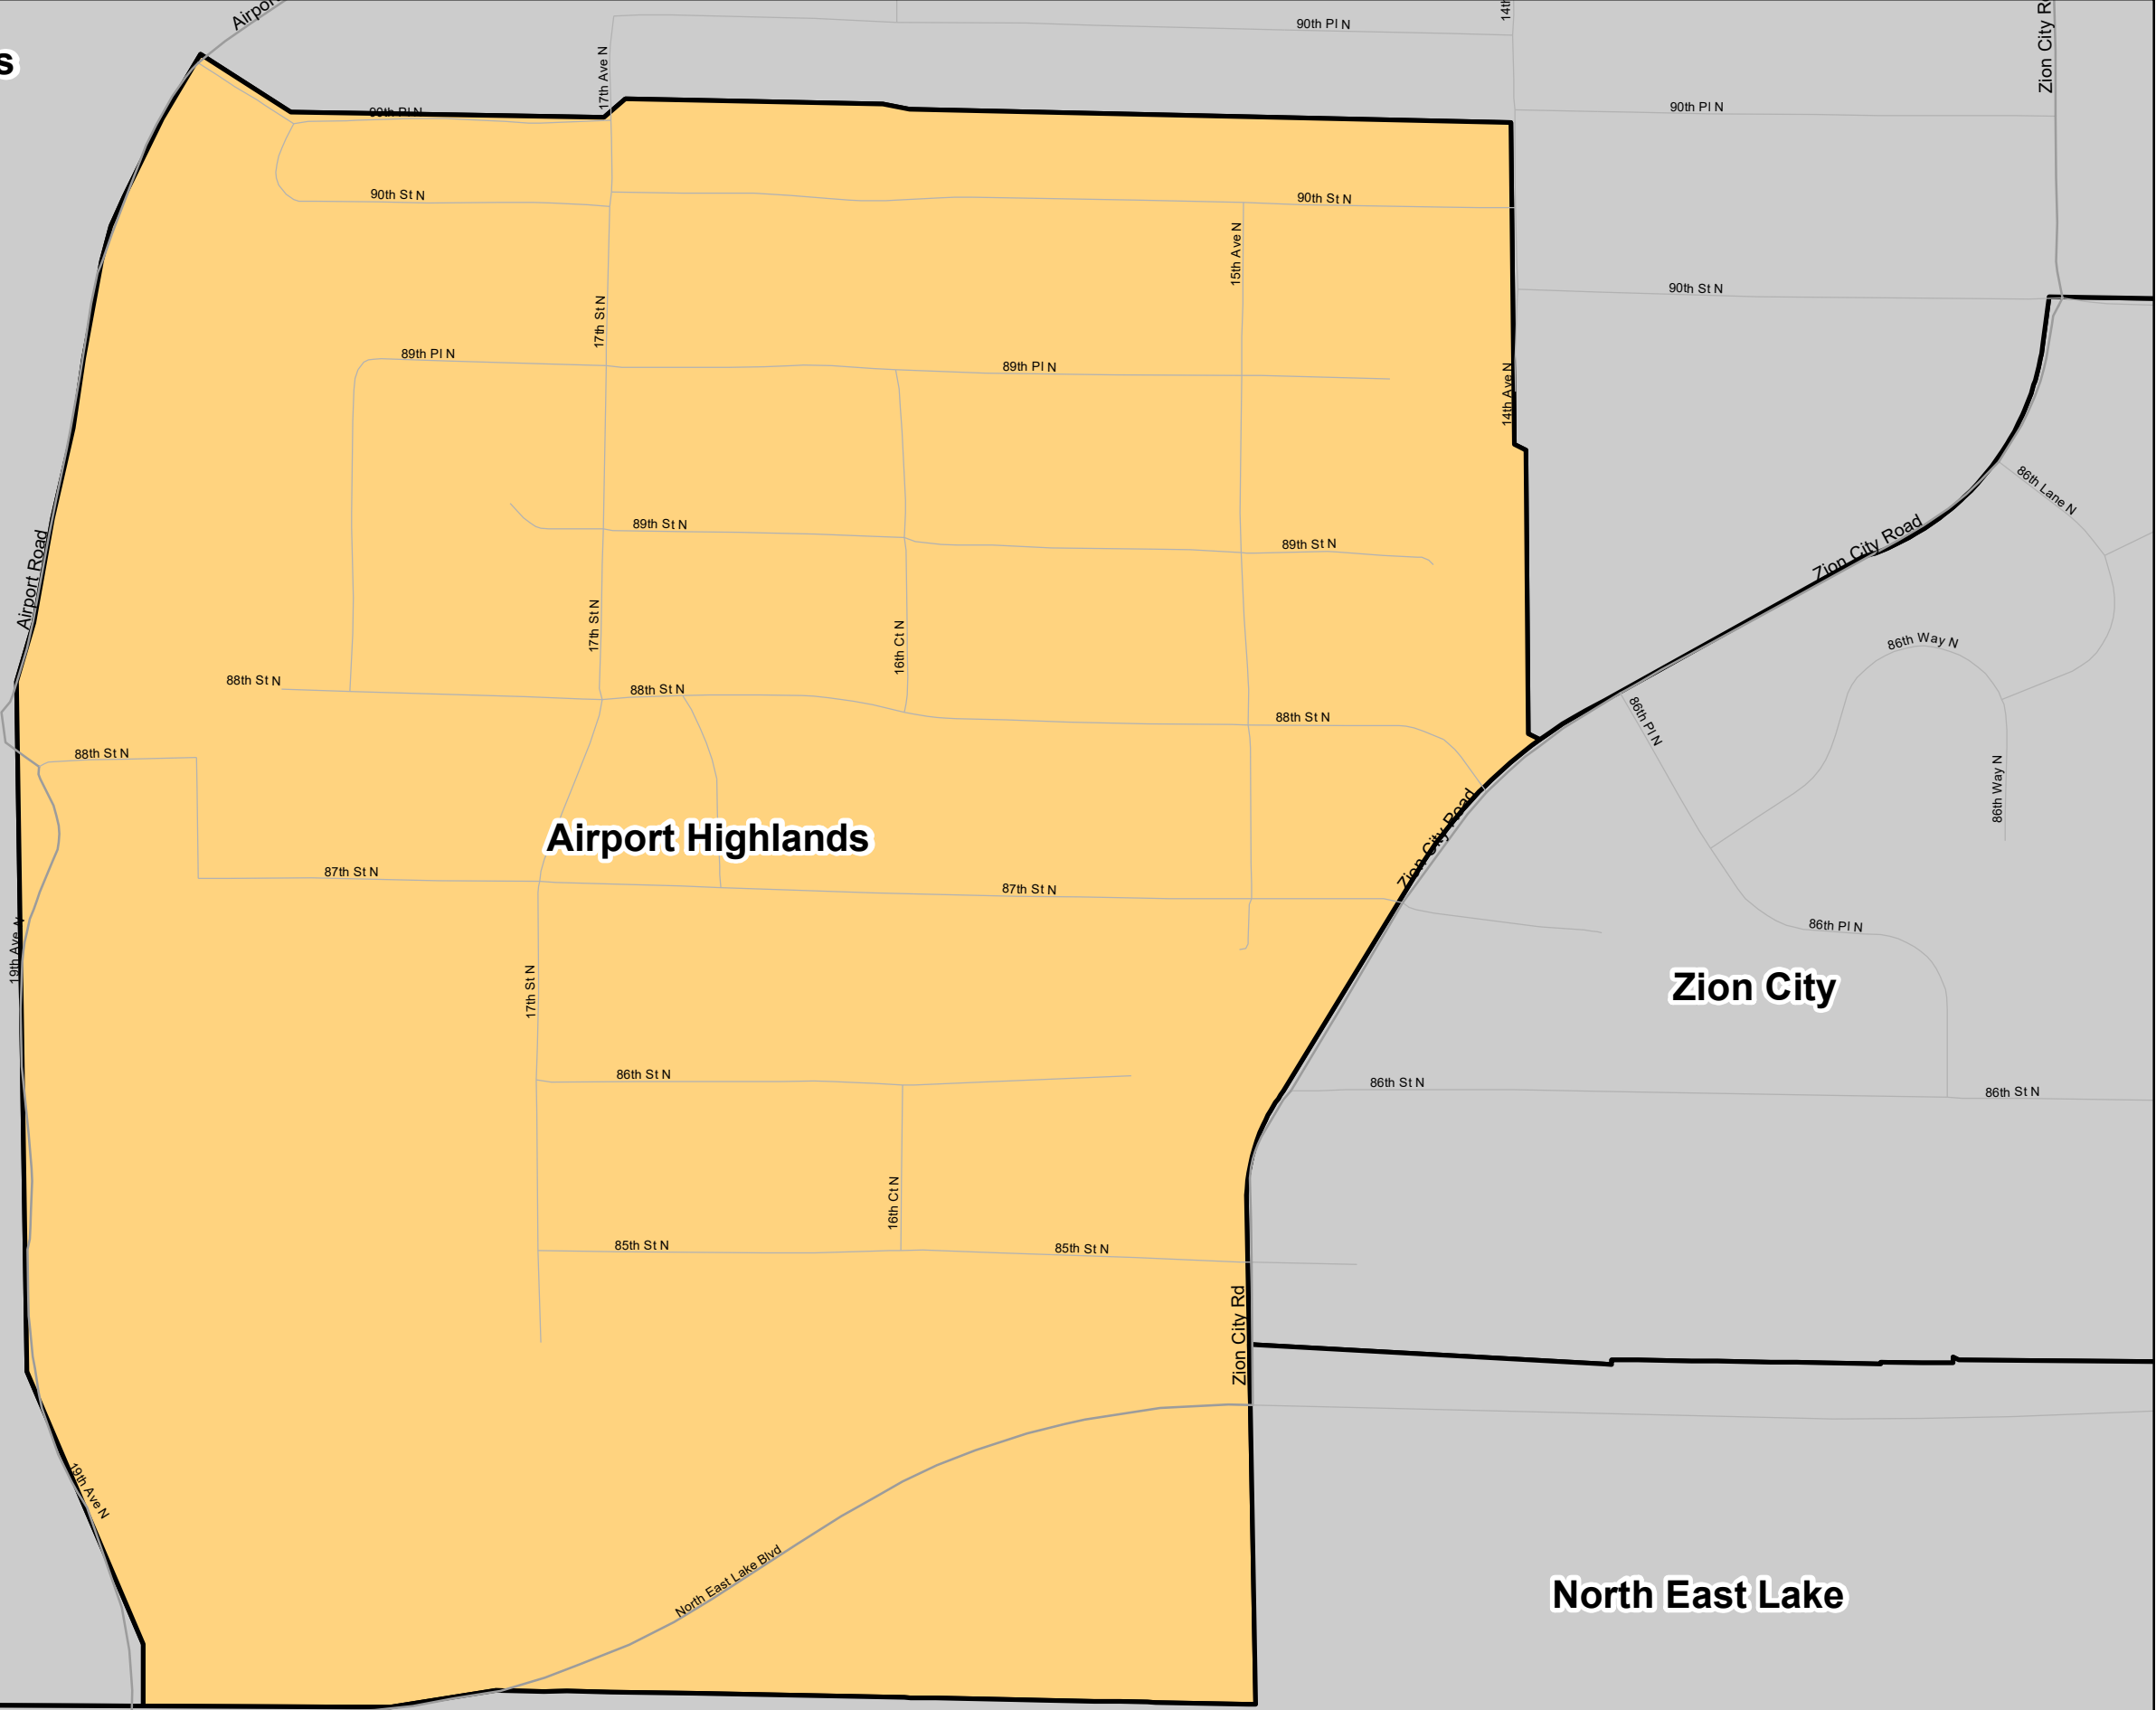 Airport
90th Pl N
14th
Zion City R
17th Ave N
s
90th Pl N
90th Pl N
90th St N
90th St N
15th Ave N
90th St N
17th St N
89th Pl N
89th Pl N
14th Ave N
86th Lane N
89th St N
89th St N
Zion City Road
Airport Road
17th St N
16th Ct N
86th Way N
88th St N
88th St N
88th St N
86th Pl N
88th St N
86th Way N
Airport Highlands
Zion City Road
87th St N
87th St N
19th Ave N
86th Pl N
17th St N
Zion City
86th St N
86th St N
86th St N
16th Ct N
85th St N
85th St N
Zion City Rd
19th Ave N
North East Lake Blvd
North East Lake